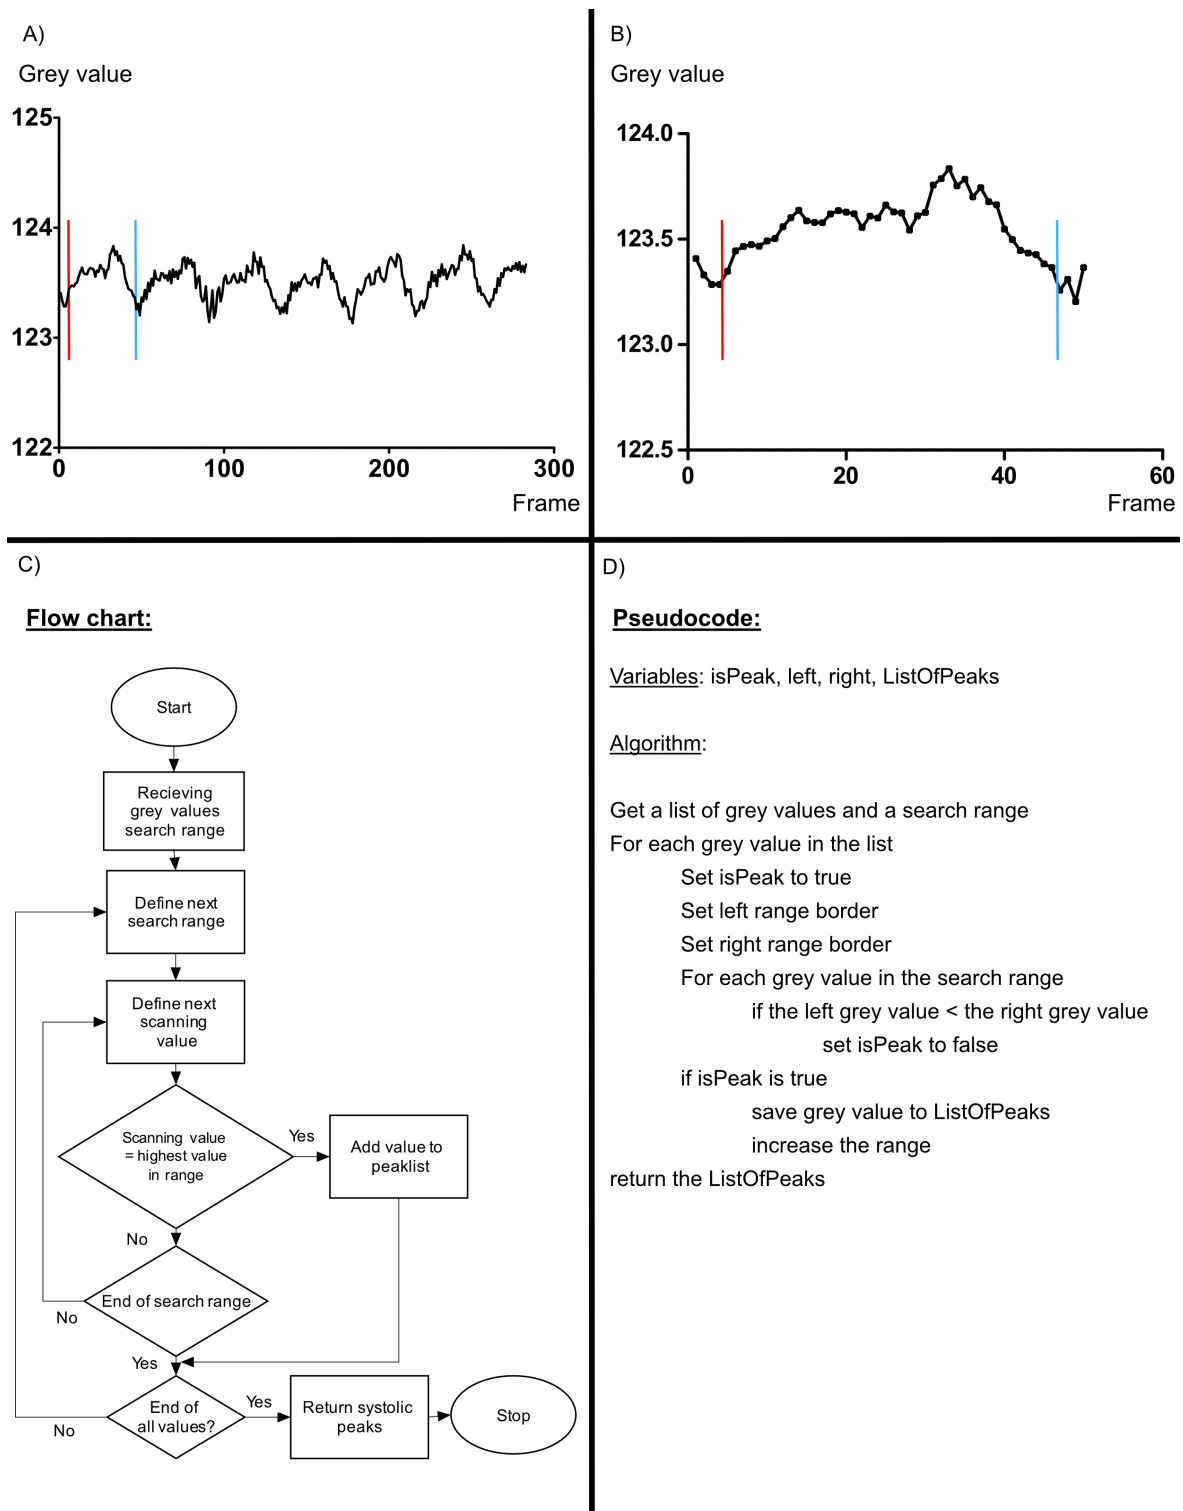 A)
Grey value
125
124
123
122
0
100
200
300
Frame
B)
Grey value
124.0
123.5
123.0
122.5
0
20
40
60
Frame
C)
Flow chart:
Start
Recieving
grey values
search range
Define next
search range
Define next
scanning
value
Scanning value
= highest value
in range
Yes
Add value to
peaklist
No
End of search range
No
Yes
End of
all values?
No
Yes
Return systolic
peaks
Stop
D)
Pseudocode:
Variables: isPeak, left, right, ListOfPeaks
Algorithm:
Get a list of grey values and a search range
For each grey value in the list
Set isPeak to true
Set left range border
Set right range border
For each grey value in the search range
if the left grey value < the right grey value
set isPeak to false
if isPeak is true
save grey value to ListOfPeaks
increase the range
return the ListOfPeaks